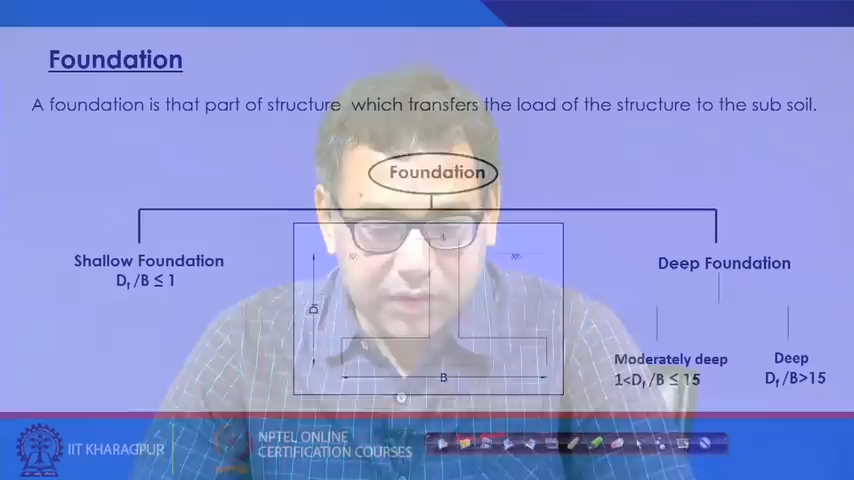 Foundation
A foundation is that part of structure which transfers the load of the structure to the sub soil.
Foundation
Shallow Foundation
Df /B ≤ 1
Deep Foundation
Df
B
Moderately deep
1<Df /B ≤ 15
Deep
Df /B>15
IIT KHARAGPUR
NPTEL ONLINE
CERTIFICATION COURSES